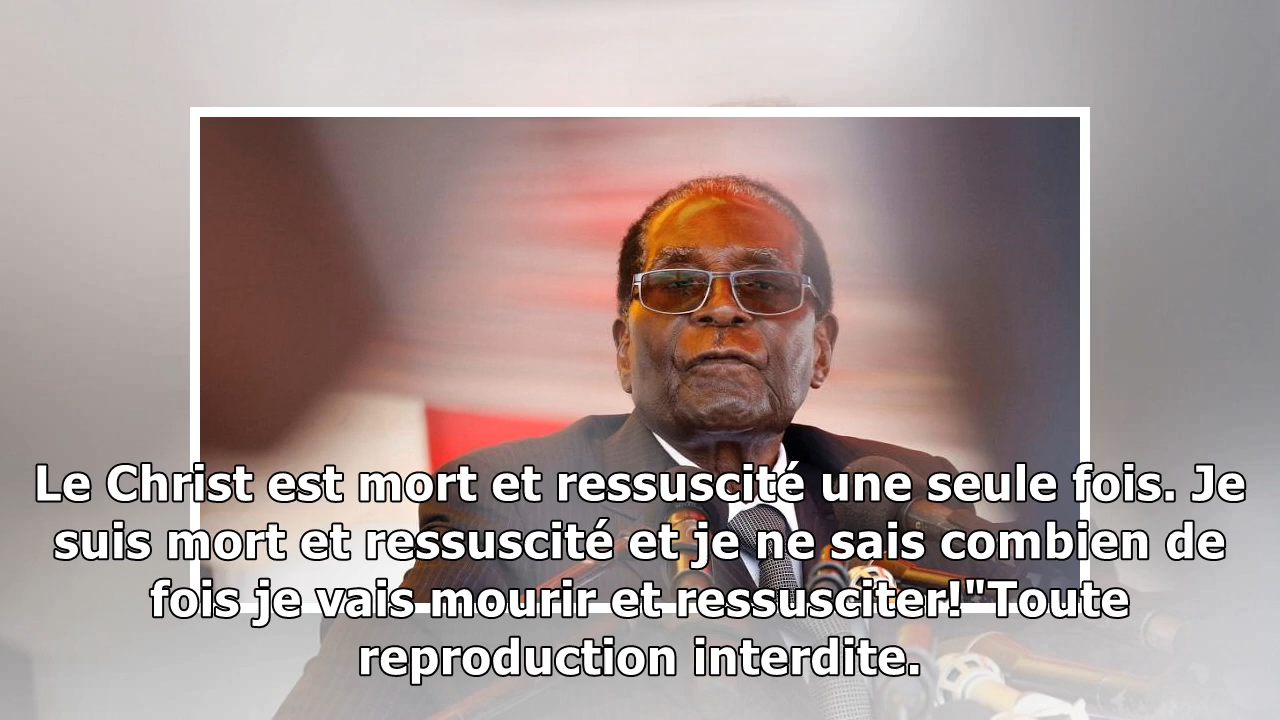 Le Christ est mort et ressuscité une seule fois. Je
suis mort et ressuscité et je ne sais combien de
fois je vais mourir et ressusciter!"Toute
reproduction interdite.